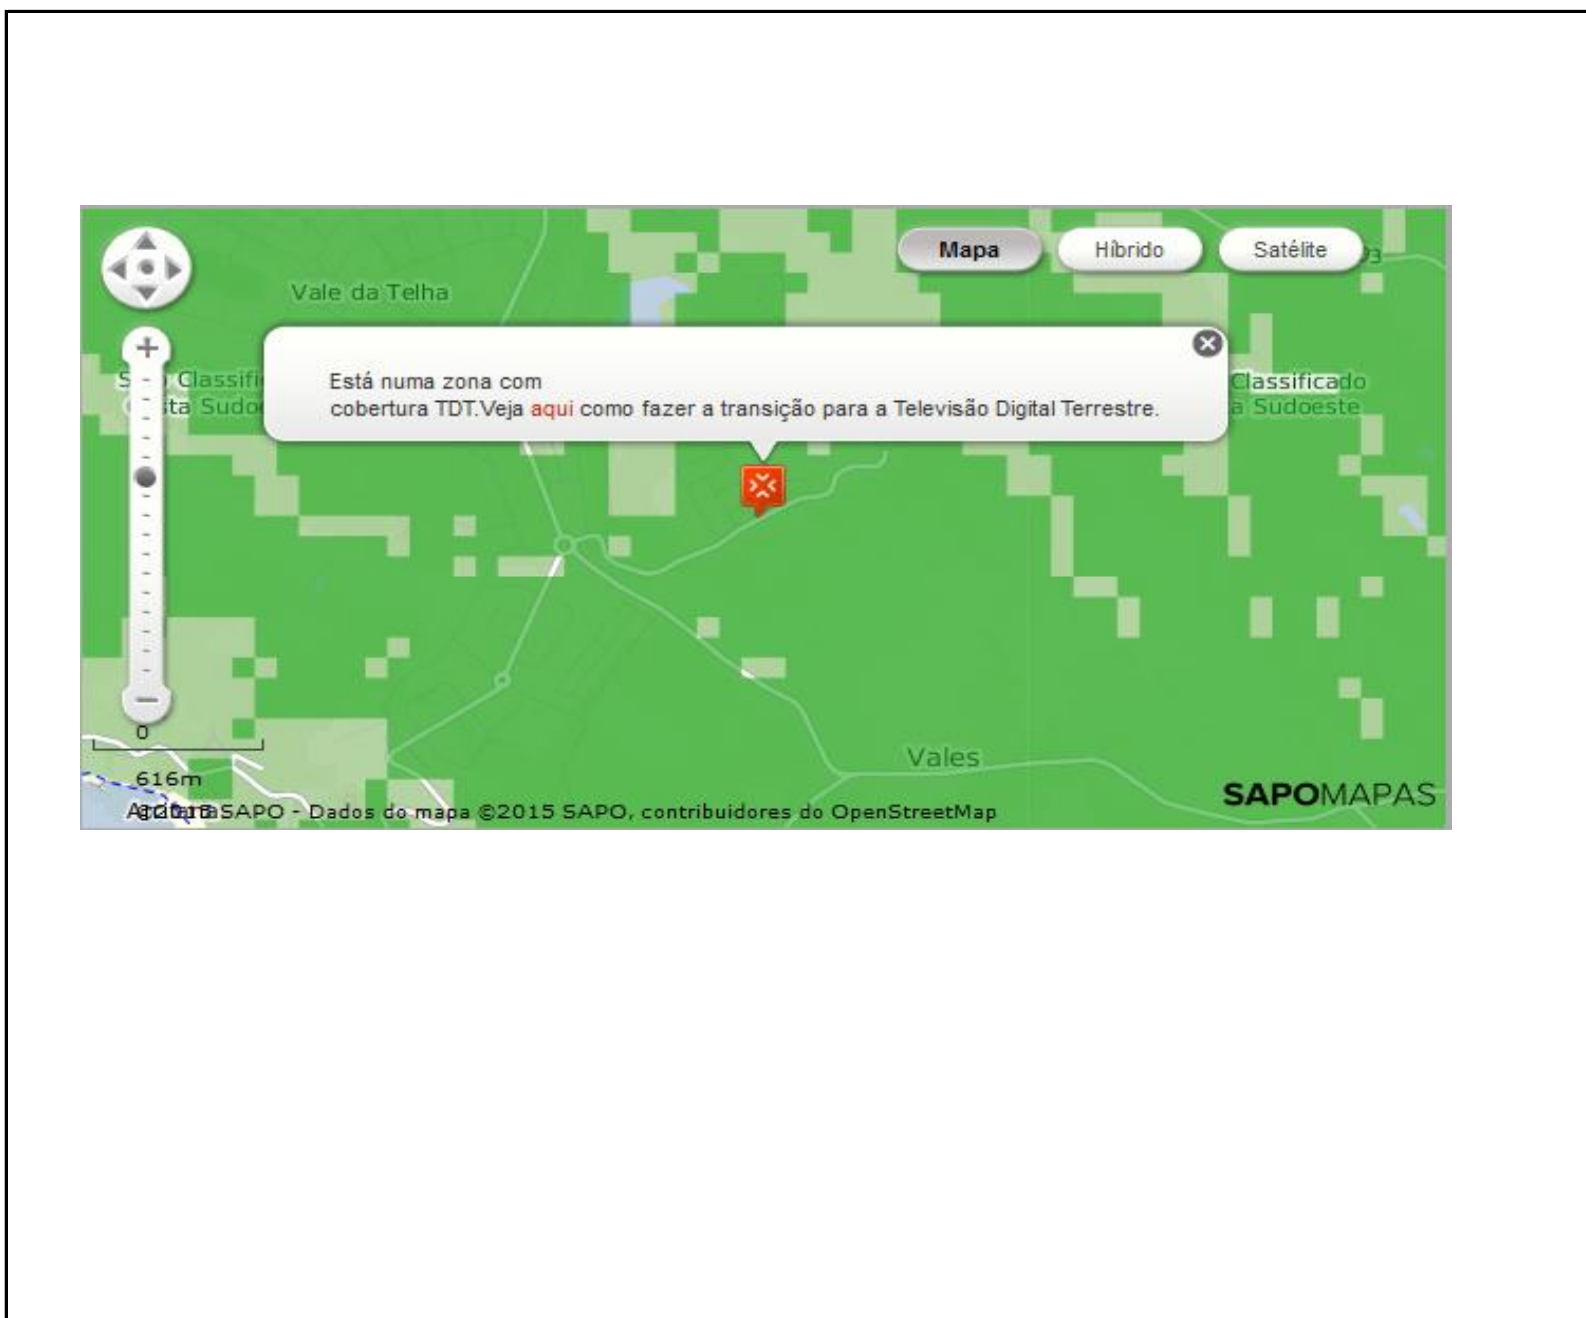 Mapa
Híbrido
Satélite
Vale da Telha
Está numa zona com
cobertura TDT.Veja aqui como fazer a transição para a Televisão Digital Terrestre.
Classificado
Sudoeste
Vales
0
616m
SAPOMAPAS
SAPO - Dados do mapa ©2015 SAPO, contribuidores do OpenStreetMap